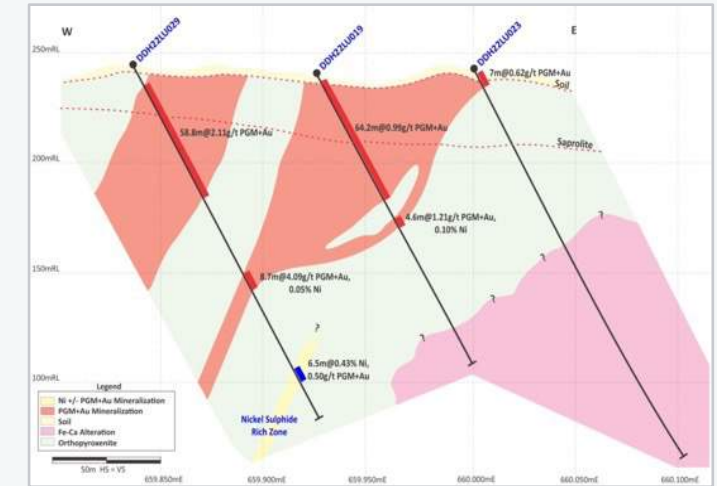 W
E
DDH22LU029
DDH22LU019
DDH22LU023
250mRL
7m@0.62g/t PGM+Au
Soil
58.8m@2.11g/t PGM+Au
64.2m@0.99g/t PGM+Au
Saprolite
200mRL
4.6m@1.21g/t PGM+Au,
0.10% Ni
?
?
150mRL
8.7m@4.09g/t PGM+Au,
0.05% Ni
?
?
?
6.5m@0.43% Ni,
0.50g/t PGM+Au
100mRL
Legend
Ni +/- PGM+Au Mineralization
PGM+Au Mineralization
Soil
Fe-Ca Alteration
Orthopyroxenite
Nickel Sulphide
Rich Zone
50m HS = VS
659.850mE
659.900mE
659.950mE
660.000mE
660.050mE
660.100mE